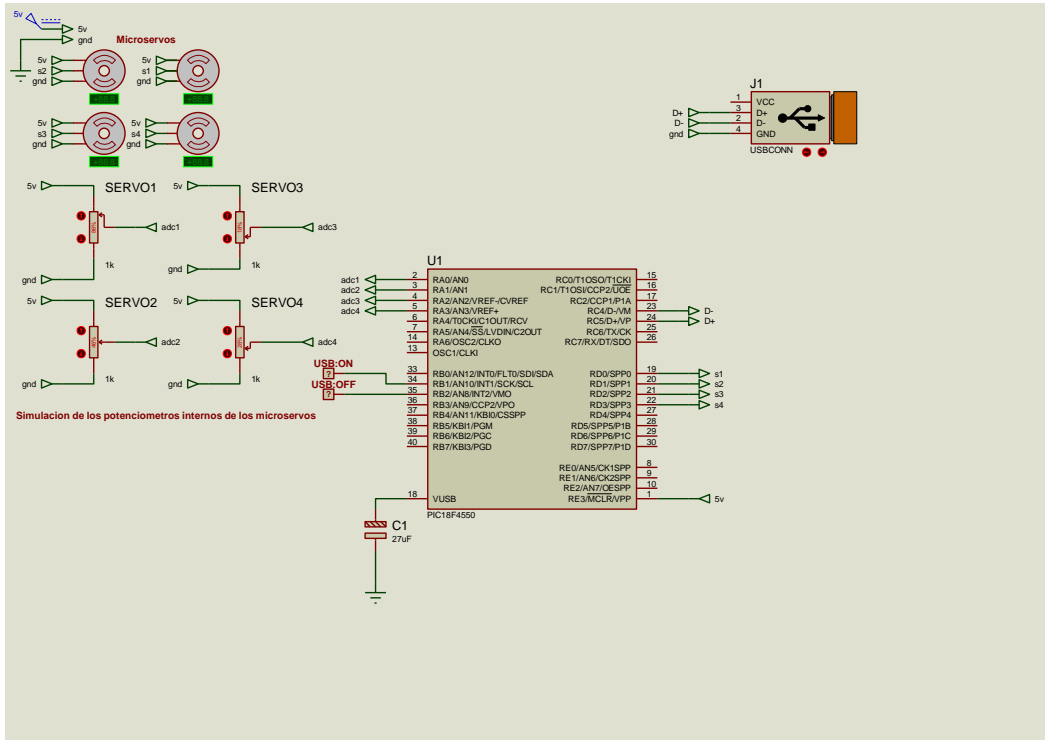 5v
5v
gnd
Microservos
5v
s2
gnd
5v
s1
gnd
5v
s3
gnd
5v
s4
gnd
SERVO1
5v
adc1
gnd
1k
SERVO3
5v
adc3
gnd
1k
SERVO2
5v
adc2
gnd
1k
SERVO4
5v
adc4
gnd
1k
Simulacion de los potenciometros internos de los microservos
J1
1 VCC
D+ 3 D+
D- 2 D-
gnd 4 GND
USBCONN
U1
adc1 2 RA0/AN0
adc2 3 RA1/AN1
adc3 4 RA2/AN2/VREF-/CVREF
adc4 5 RA3/AN3/VREF+
6 RA4/T0CKI/C1OUT/RCV
7 RA5/AN4/SS/LVDIN/C2OUT
14 RA6/OSC2/CLKO
13 OSC1/CLKI
USB:ON
?
USB:OFF
?
33 RB0/AN12/INT0/FLT0/SDI/SDA
34 RB1/AN10/INT1/SCK/SCL
35 RB2/AN8/INT2/VMO
36 RB3/AN9/CCP2/VPO
37 RB4/AN11/KBI0/CSSPP
38 RB5/KBI1/PGM
39 RB6/KBI2/PGC
40 RB7/KBI3/PGD
18 VUSB
RC0/T1OSO/T1CKI 15
RC1/T1OSI/CCP2/UOE 16
RC2/CCP1/P1A 17
RC4/D-/VM 23 D-
RC5/D+/VP 24 D+
RC6/TX/CK 25
RC7/RX/DT/SDO 26
RD0/SPP0 19 s1
RD1/SPP1 20 s2
RD2/SPP2 21 s3
RD3/SPP3 22 s4
RD4/SPP4 27
RD5/SPP5/P1B 28
RD6/SPP6/P1C 29
RD7/SPP7/P1D 30
RE0/AN5/CK1SPP 8
RE1/AN6/CK2SPP 9
RE2/AN7/OESPP 10
RE3/MCLR/VPP 1 5v
PIC18F4550
C1
27uF